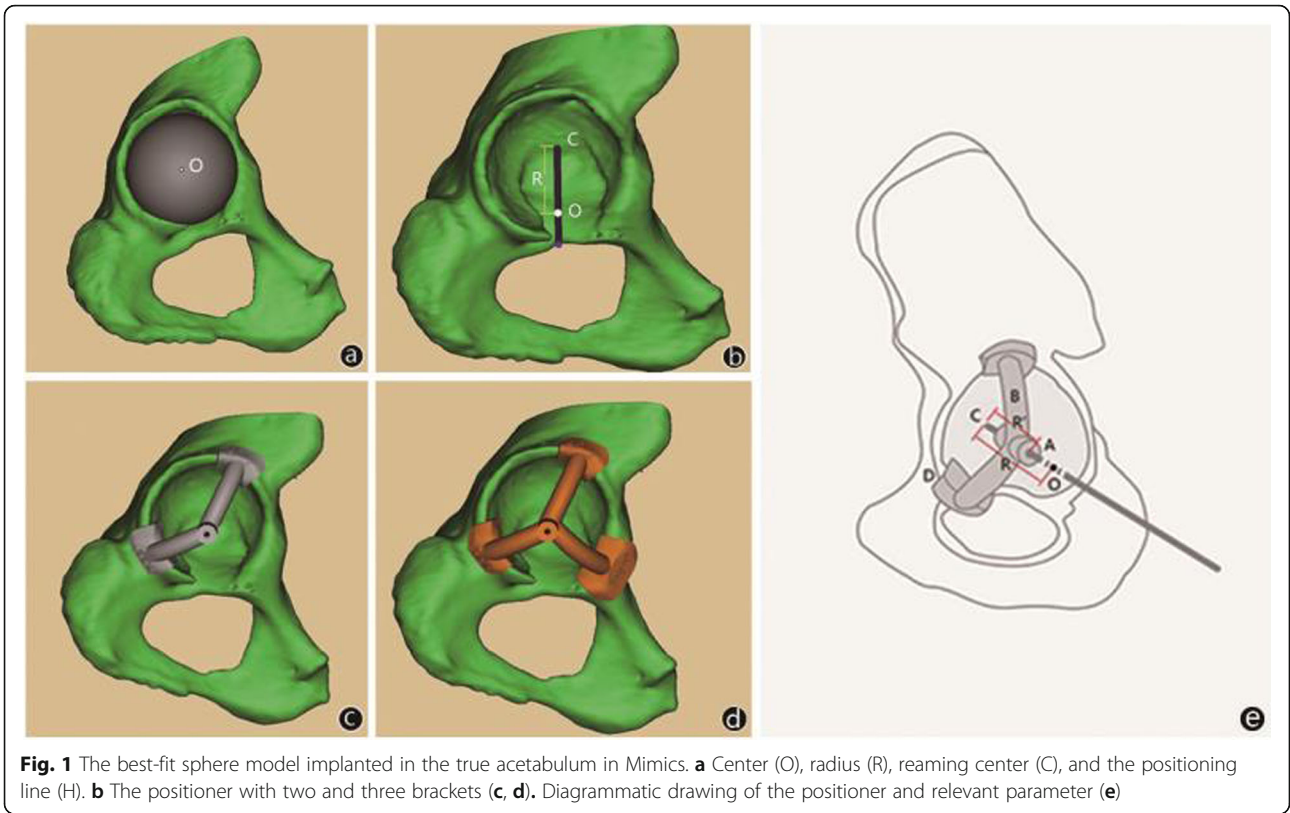 O
a
C
R
O
b
c
d
B
C
R'
A
R
D
O
e
Fig. 1 The best-fit sphere model implanted in the true acetabulum in Mimics. a Center (O), radius (R), reaming center (C), and the positioning
line (H). b The positioner with two and three brackets (c, d). Diagrammatic drawing of the positioner and relevant parameter (e)